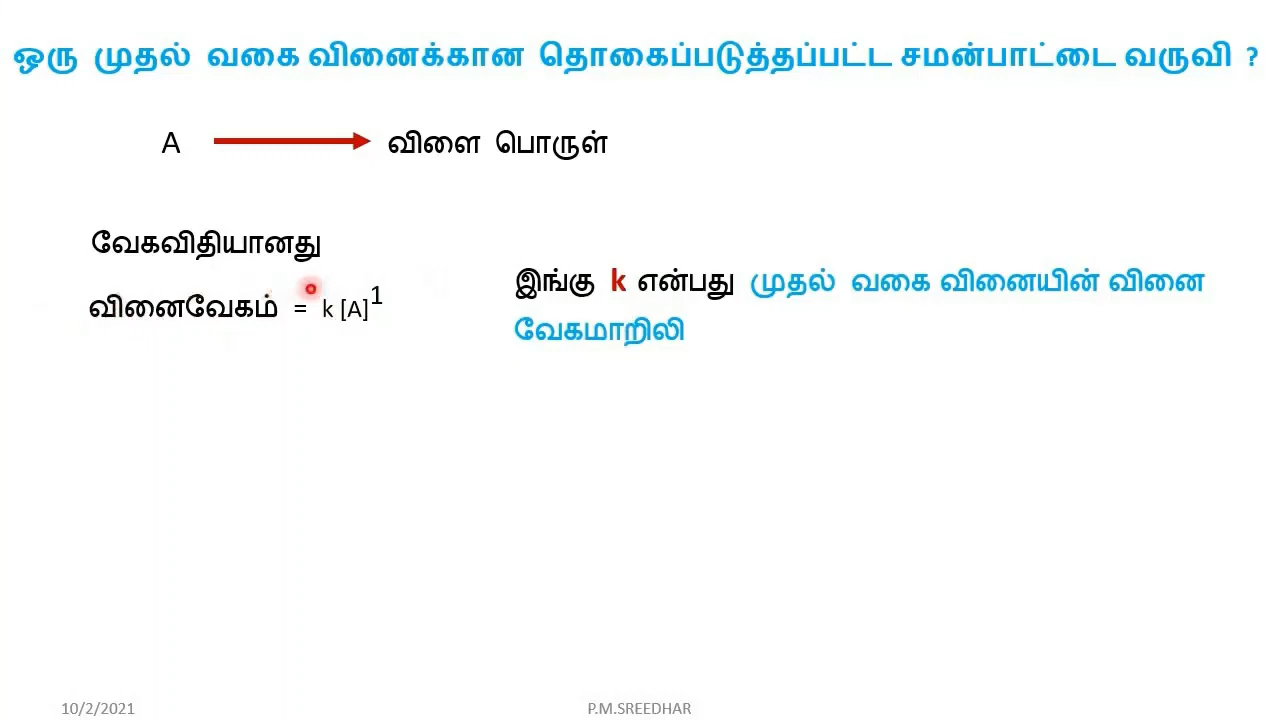 ஒரு முதல் வகை வினைக்கான தொகைப்படுத்தப்பட்ட சமன்பாட்டை வருவி ?
A விளை பொருள்
வேகவிதியானது
வினைவேகம் = k [A]¹
இங்கு k என்பது முதல் வகை வினையின் வினை
வேகமாறிலி
10/2/2021
P.M.SREEDHAR